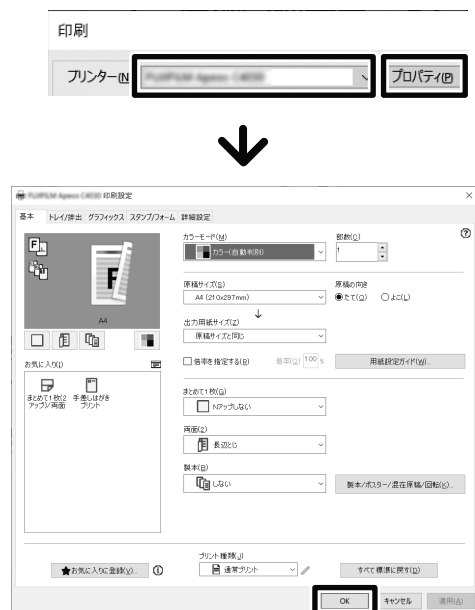 印刷
プリンター(N
FUJIFILM Apeos C4030
プロパティ(P
FUJIFILM Apeos C4030 印刷設定
基本 トレイ/排出 グラフィックス スタンプ/フォーム 詳細設定
カラーモード(M)
カラー(自動判別)
部数(C)
1
原稿サイズ(S)
A4 (210x297mm)
原稿の向き
たて(O) よこ(L)
出力用紙サイズ(Z)
原稿サイズと同じ
A4
倍率を指定する(R) 倍率(G) 100 %
用紙設定ガイド(W)...
お気に入り(I)
まとめて1枚(2アップ)/両面
手差しはがきプリント
まとめて1枚(G)
Nアップしない
両面(2)
長辺とじ
製本(E)
しない
製本/ポスター/混在原稿/回転(K)...
お気に入りに登録(V)...
プリント種類(J)
通常プリント
すべて標準に戻す(D)
OK キャンセル 適用(A)